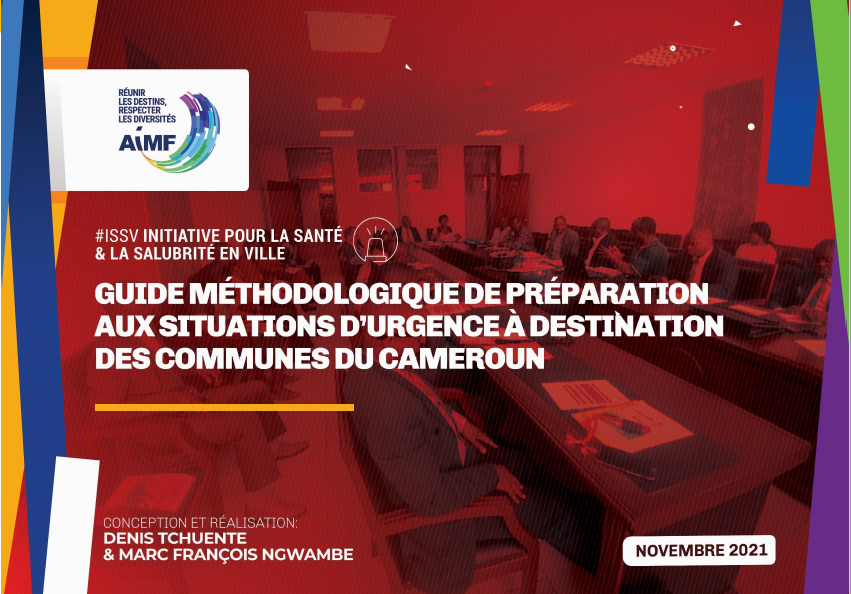 RÉUNIR
LES DESTINS,
RESPECTER
LES DIVERSITÉS
AiMF
#ISSV INITIATIVE POUR LA SANTÉ
& LA SALUBRITÉ EN VILLE
GUIDE MÉTHODOLOGIQUE DE PRÉPARATION
AUX SITUATIONS D'URGENCE À DESTINATION
DES COMMUNES DU CAMEROUN
CONCEPTION ET RÉALISATION:
DENIS TCHUENTE
& MARC FRANÇOIS NGWAMBE
NOVEMBRE 2021